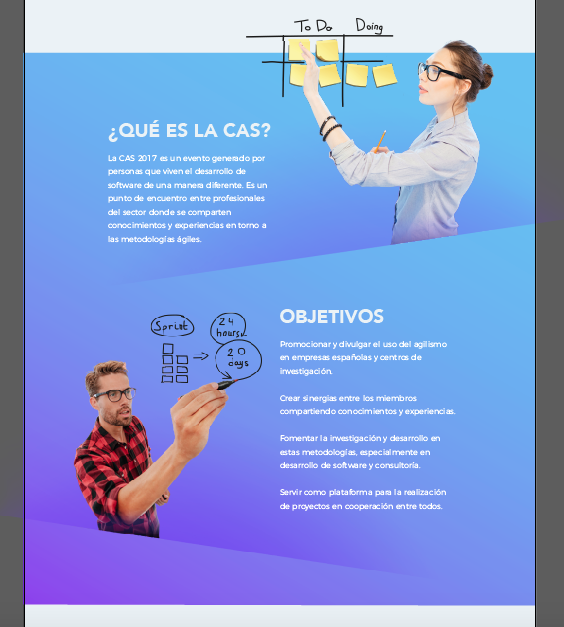 To Do Doing
¿QUÉ ES LA CAS?
La CAS 2017 es un evento generado por
personas que viven el desarrollo de
software de una manera diferente. Es un
punto de encuentro entre profesionales
del sector donde se comparten
conocimientos y experiencias en torno a
las metodologías ágiles.
OBJETIVOS
Promocionar y divulgar el uso del agilismo
en empresas españolas y centros de
investigación.
Crear sinergias entre los miembros
compartiendo conocimientos y experiencias.
Fomentar la investigación y desarrollo en
estas metodologías, especialmente en
desarrollo de software y consultoría.
Servir como plataforma para la realización
de proyectos en cooperación entre todos.
Sprint
24
hours
20
days